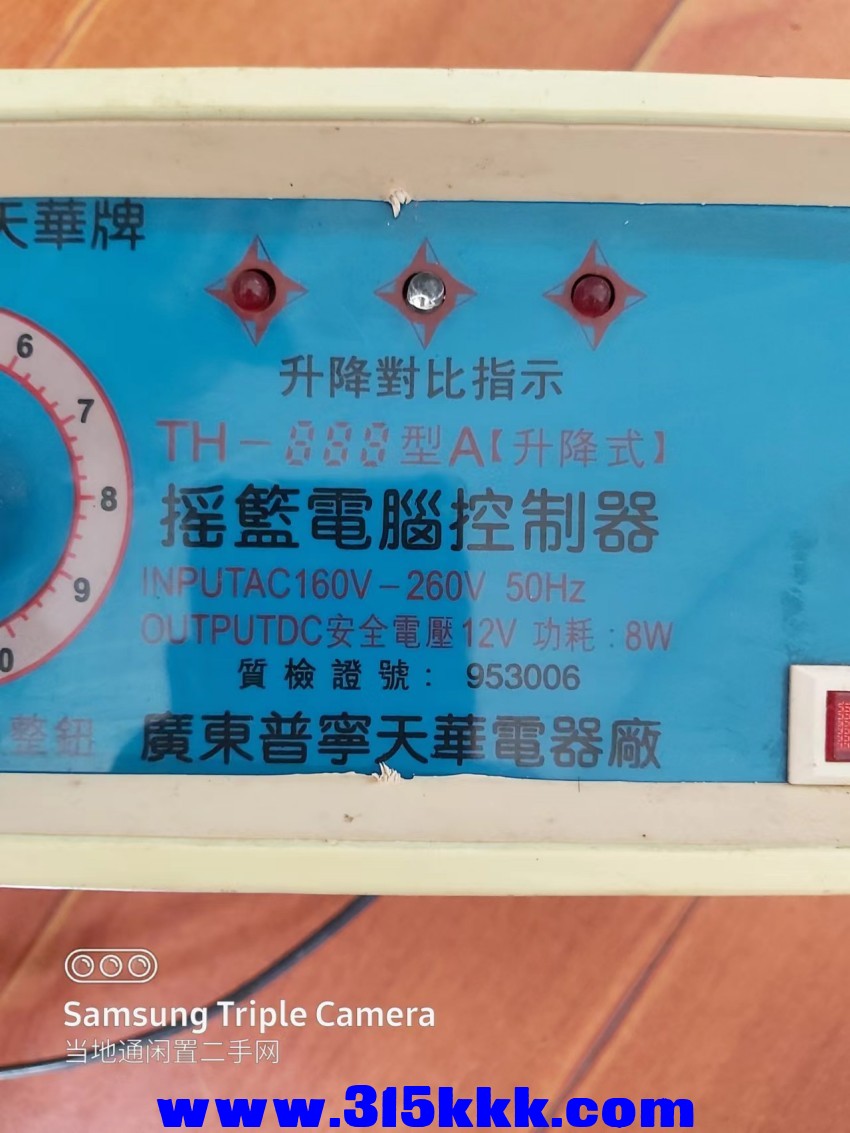 天華牌
升降對比指示
6
7
8
9
TH-888型A【升降式】
搖籃電腦控制器
INPUTAC160V-260V 50Hz
OUTPUTDC安全電壓12V 功耗:8W
質檢證號: 953006
整鈕 廣東普寧天華電器廠
Samsung Triple Camera
当地通闲置二手网
www.315kkk.com